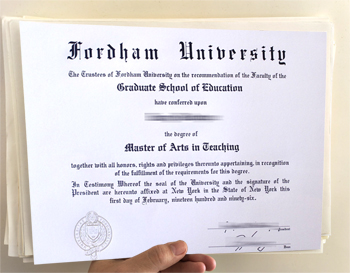 Fordham University
The Trustees of Fordham University on the recommendation of the Faculty of the
Graduate School of Education
have conferred upon
the degree of
Master of Arts in Teaching
together with all honors, rights and privileges thereunto appertaining, in recognition
of the fulfillment of the requirements for this degree.
In Testimony Whereof the seal of the University and the signature of the
President are hereunto affixed at New York in the State of New York this
first day of February, nineteen hundred and ninety-six.
President
Dean